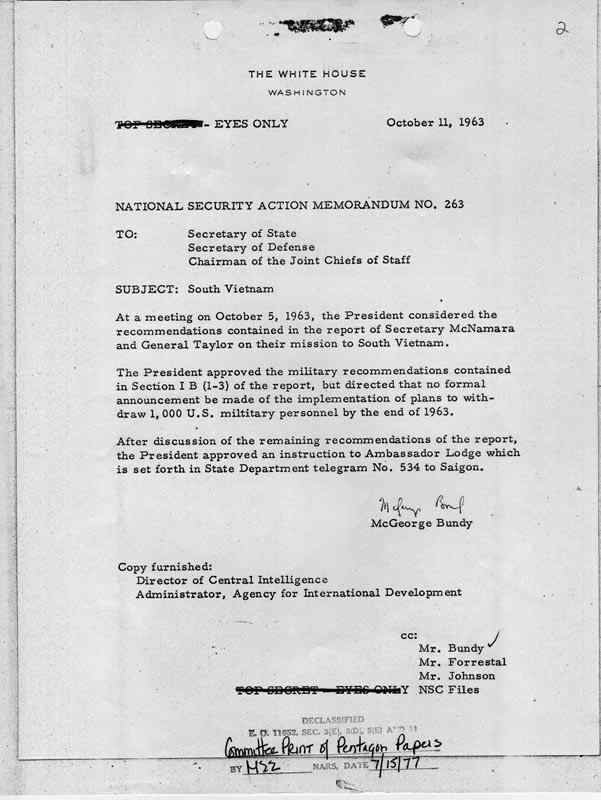 2
THE WHITE HOUSE
WASHINGTON
TOP SECRET - EYES ONLY
October 11, 1963
NATIONAL SECURITY ACTION MEMORANDUM NO. 263
TO: Secretary of State
Secretary of Defense
Chairman of the Joint Chiefs of Staff
SUBJECT: South Vietnam
At a meeting on October 5, 1963, the President considered the
recommendations contained in the report of Secretary McNamara
and General Taylor on their mission to South Vietnam.
The President approved the military recommendations contained
in Section I B (1-3) of the report, but directed that no formal
announcement be made of the implementation of plans to with-
draw 1,000 U.S. miltitary personnel by the end of 1963.
After discussion of the remaining recommendations of the report,
the President approved an instruction to Ambassador Lodge which
is set forth in State Department telegram No. 534 to Saigon.
McGeorge Bundy
Copy furnished:
Director of Central Intelligence
Administrator, Agency for International Development
cc:
Mr. Bundy
Mr. Forrestal
Mr. Johnson
TOP SECRET - EYES ONLY NSC Files
DECLASSIFIED
E. O. 11652, SEC. 3(E), 5(D), 5(E) AND 11
Committee PRINT of Pentagon Papers
BY MSS NARS, DATE 7/15/77